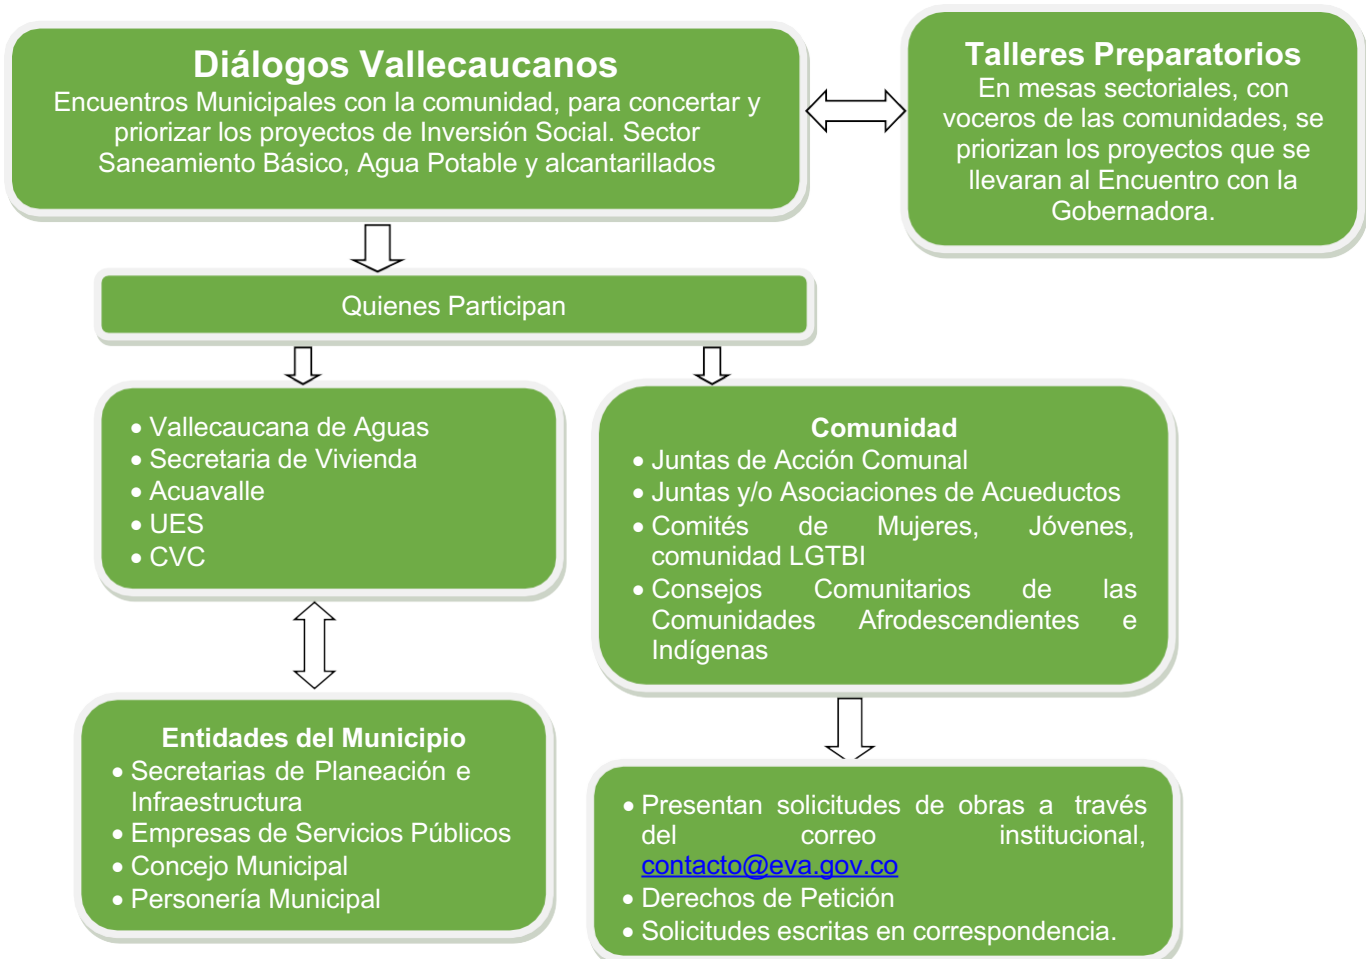 Diálogos Vallecaucanos
Encuentros Municipales con la comunidad, para concertar y
priorizar los proyectos de Inversión Social. Sector
Saneamiento Básico, Agua Potable y alcantarillados
Talleres Preparatorios
En mesas sectoriales, con
voceros de las comunidades, se
priorizan los proyectos que se
llevaran al Encuentro con la
Gobernadora.
Quienes Participan
• Vallecaucana de Aguas
• Secretaria de Vivienda
• Acuavalle
• UES
• CVC
Comunidad
• Juntas de Acción Comunal
• Juntas y/o Asociaciones de Acueductos
• Comités de Mujeres, Jóvenes,
comunidad LGTBI
• Consejos Comunitarios de las
Comunidades Afrodescendientes e
Indígenas
Entidades del Municipio
• Secretarias de Planeación e
Infraestructura
• Empresas de Servicios Públicos
• Concejo Municipal
• Personería Municipal
• Presentan solicitudes de obras a través
del correo institucional,
contacto@eva.gov.co
• Derechos de Petición
• Solicitudes escritas en correspondencia.